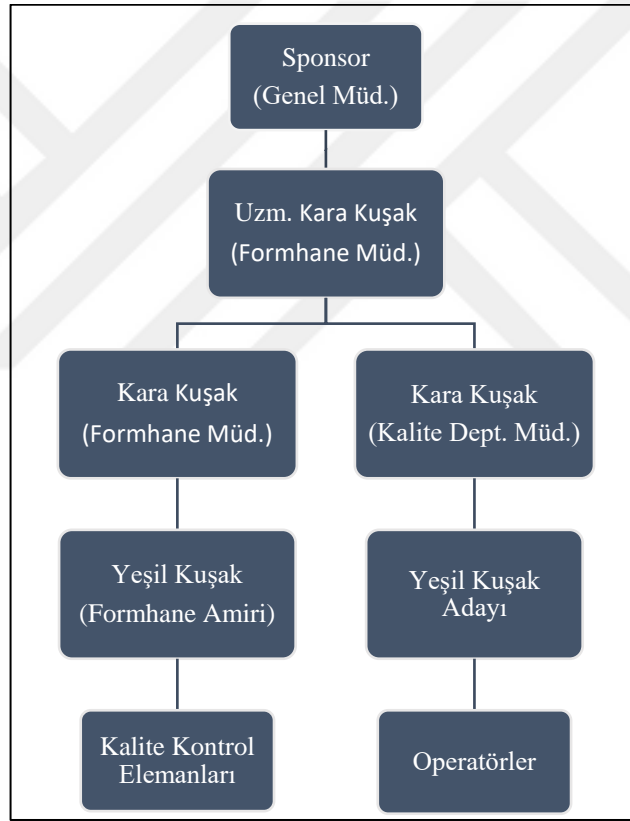 Sponsor
(Genel Müd.)
Uzm. Kara Kuşak
(Formhane Müd.)
Kara Kuşak
(Formhane Müd.)
Kara Kuşak
(Kalite Dept. Müd.)
Yeşil Kuşak
(Formhane Amiri)
Yeşil Kuşak
Adayı
Kalite Kontrol
Elemanları
Operatörler